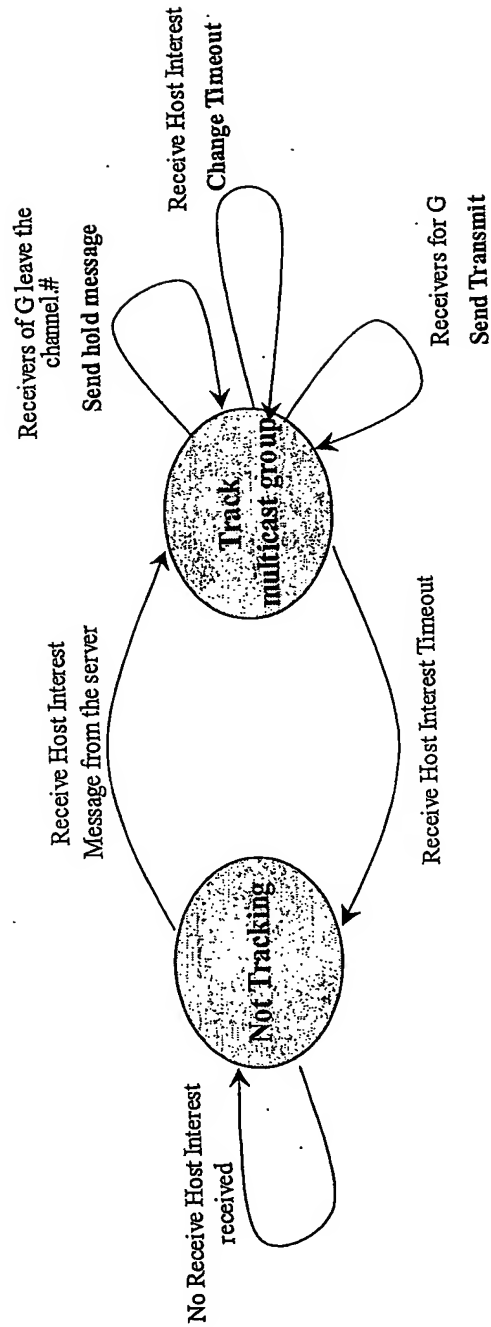 No Receive Host Interest
received
Not Tracking
Receive Host Interest
Message from the server
Receive Host Interest Timeout
Track
multicast group
Receivers of G leave the
channel.#
Send hold message
Receive Host Interest
Change Timeout
Receivers for G
Send Transmit